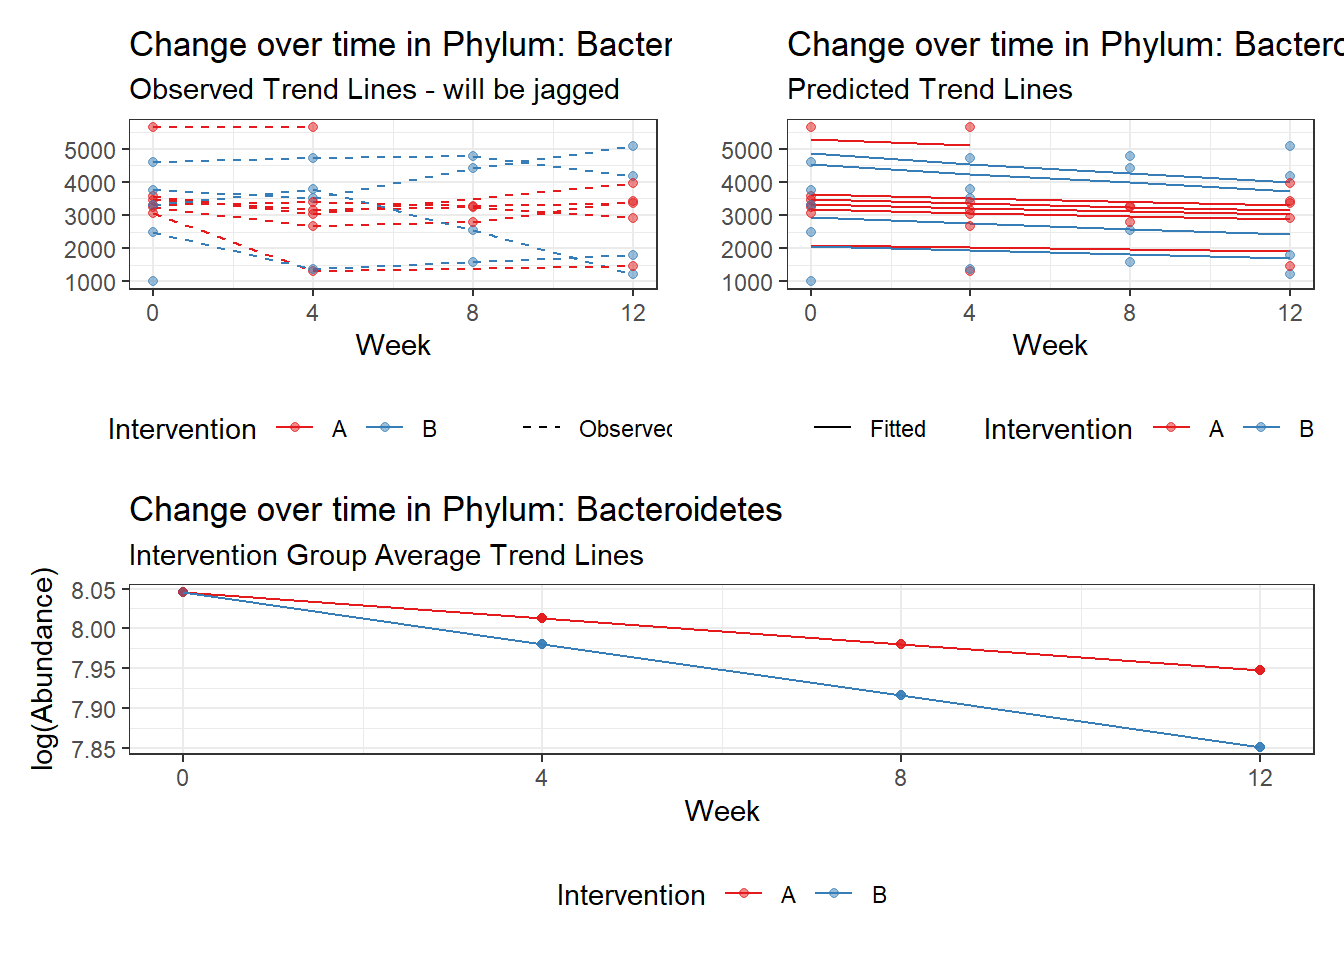 Change over time in Phylum: Bacter
Observed Trend Lines - will be jagged
5000
4000
3000
2000
1000
0 4 8 12
Week
Intervention A B Observed
Change over time in Phylum: Bactero
Predicted Trend Lines
5000
4000
3000
2000
1000
0 4 8 12
Week
Fitted Intervention A B
Change over time in Phylum: Bacteroidetes
Intervention Group Average Trend Lines
log(Abundance)
8.05
8.00
7.95
7.90
7.85
0 4 8 12
Week
Intervention A B